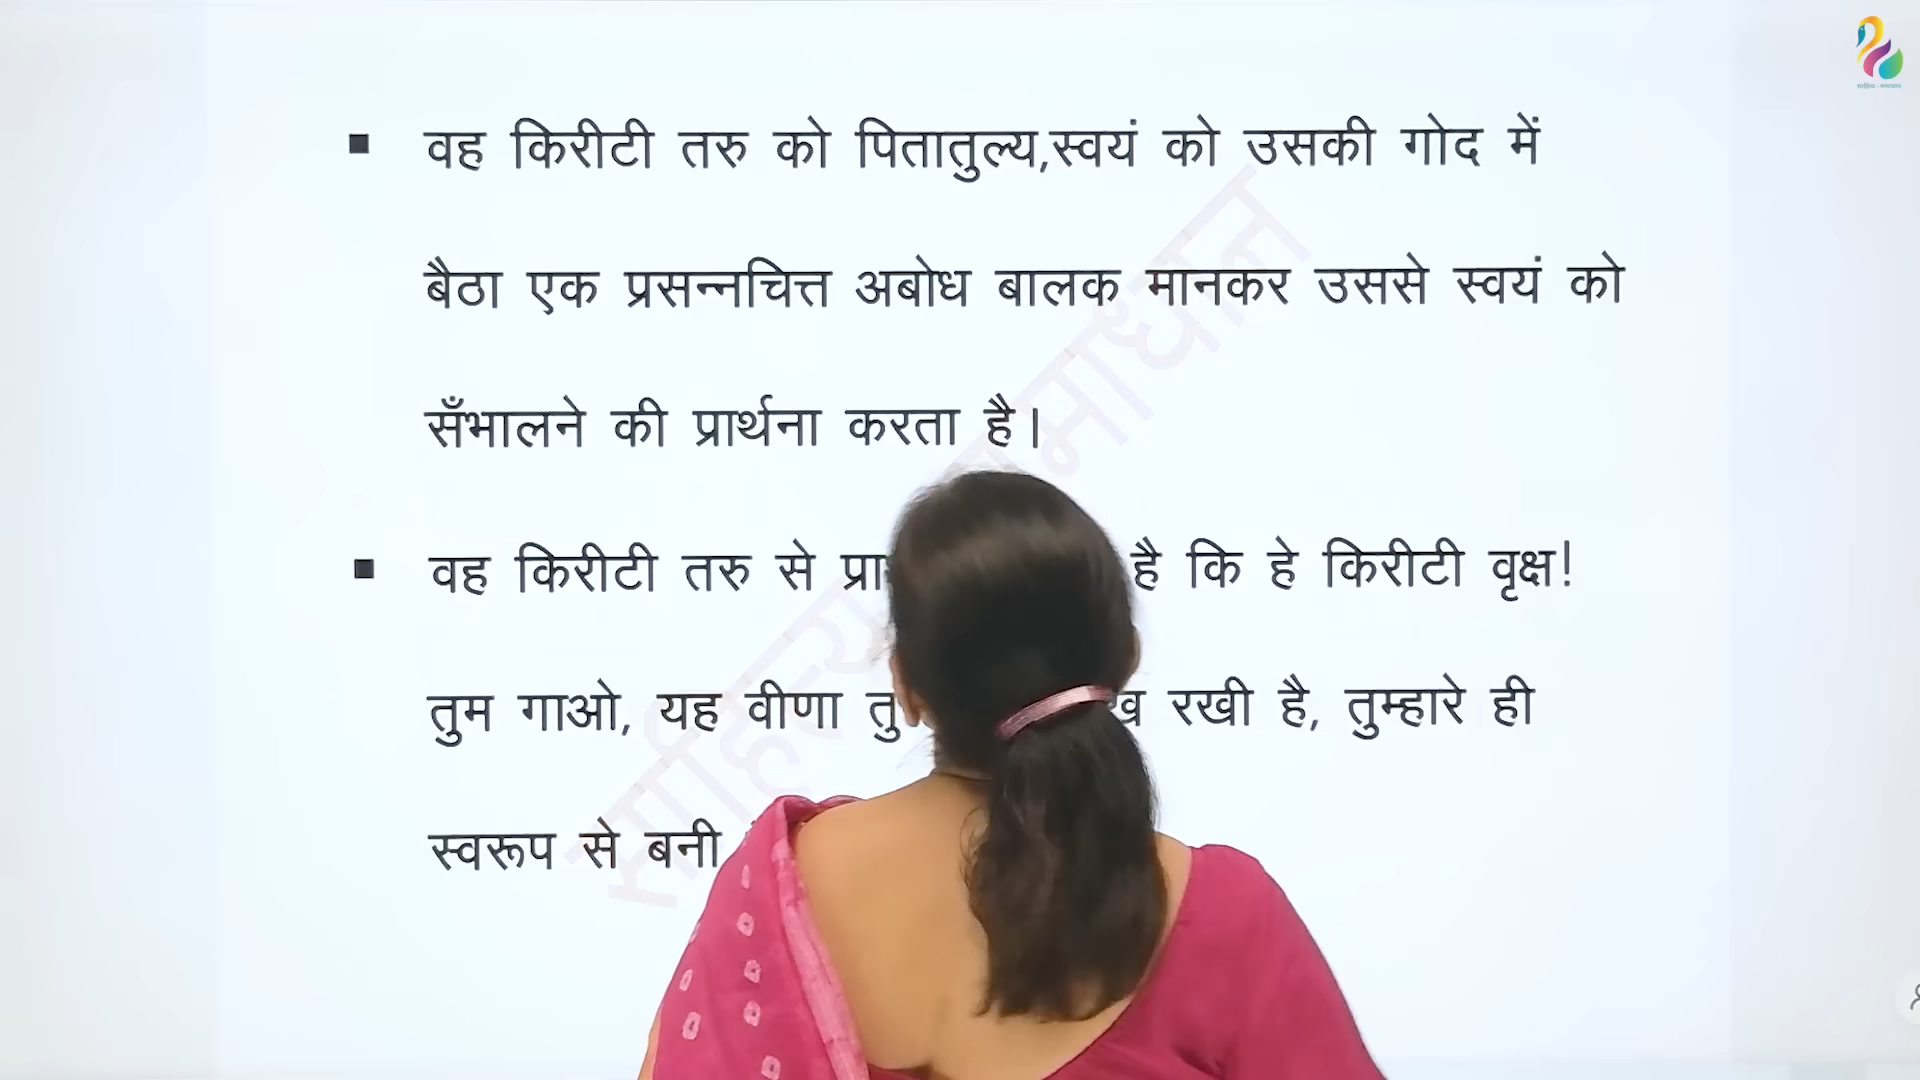 वह किरीटी तरु को पितातुल्य,स्वयं को उसकी गोद में
बैठा एक प्रसन्नचित्त अबोध बालक मानकर उससे स्वयं को
सँभालने की प्रार्थना करता है।
वह किरीटी तरु से है कि हे किरीटी वृक्ष!
तुम गाओ, यह वीणा रखी है, तुम्हारे ही
स्वरूप से बनी
साहित्य समाधान